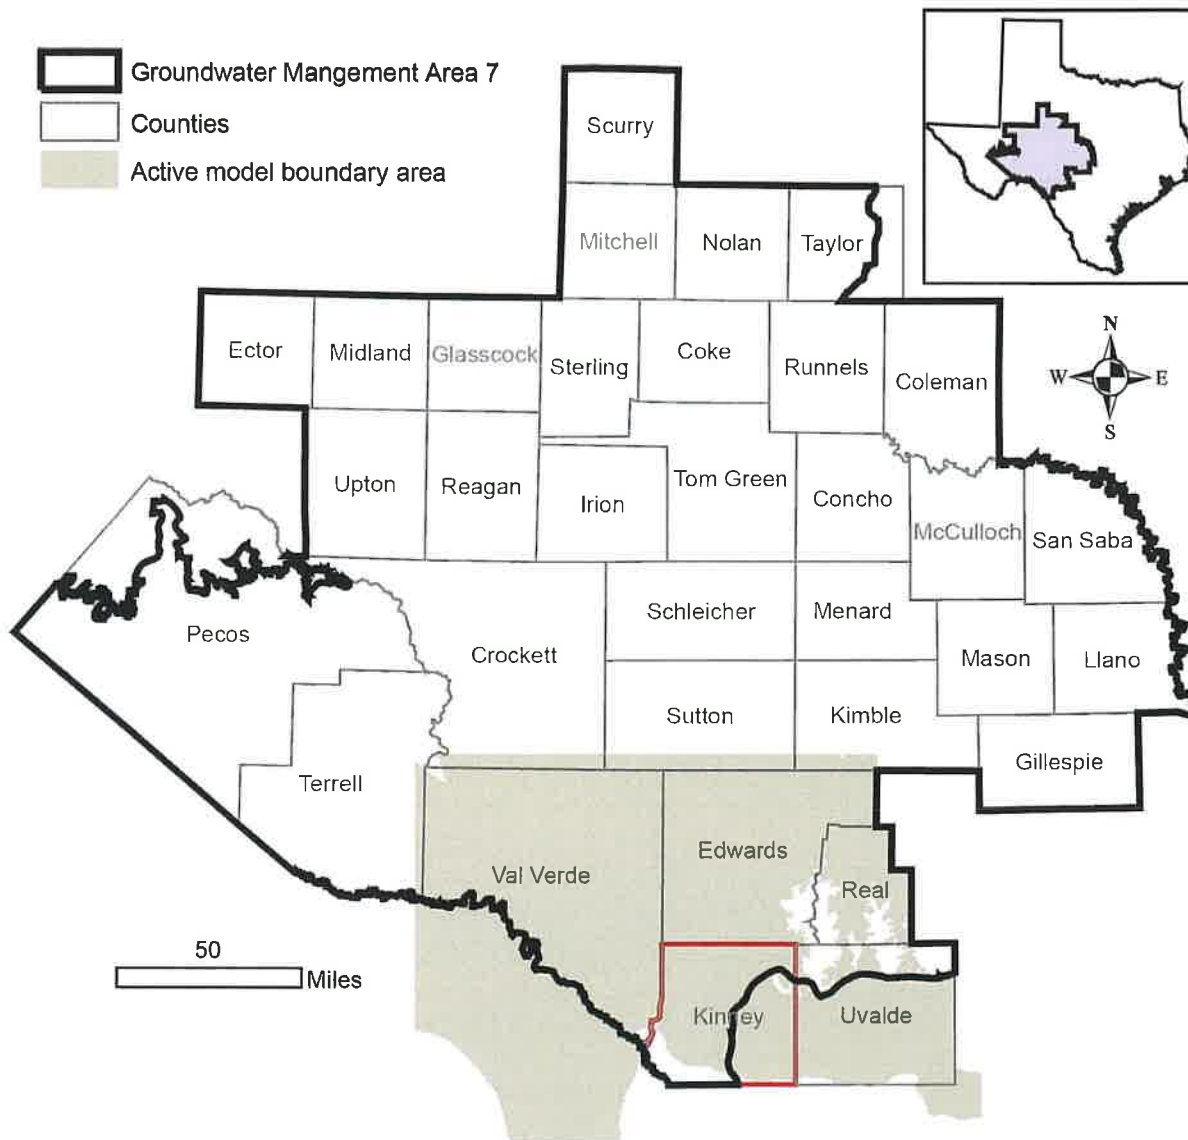 Groundwater Mangement Area 7
Counties
Active model boundary area
Scurry
Mitchell
Nolan
Taylor
N
W
E
S
Ector
Midland
Glasscock
Sterling
Coke
Runnels
Coleman
Upton
Reagan
Irion
Tom Green
Concho
McCulloch
San Saba
Pecos
Crockett
Schleicher
Menard
Mason
Llano
Sutton
Kimble
Gillespie
Terrell
Val Verde
Edwards
Real
50
Miles
Kinney
Uvalde